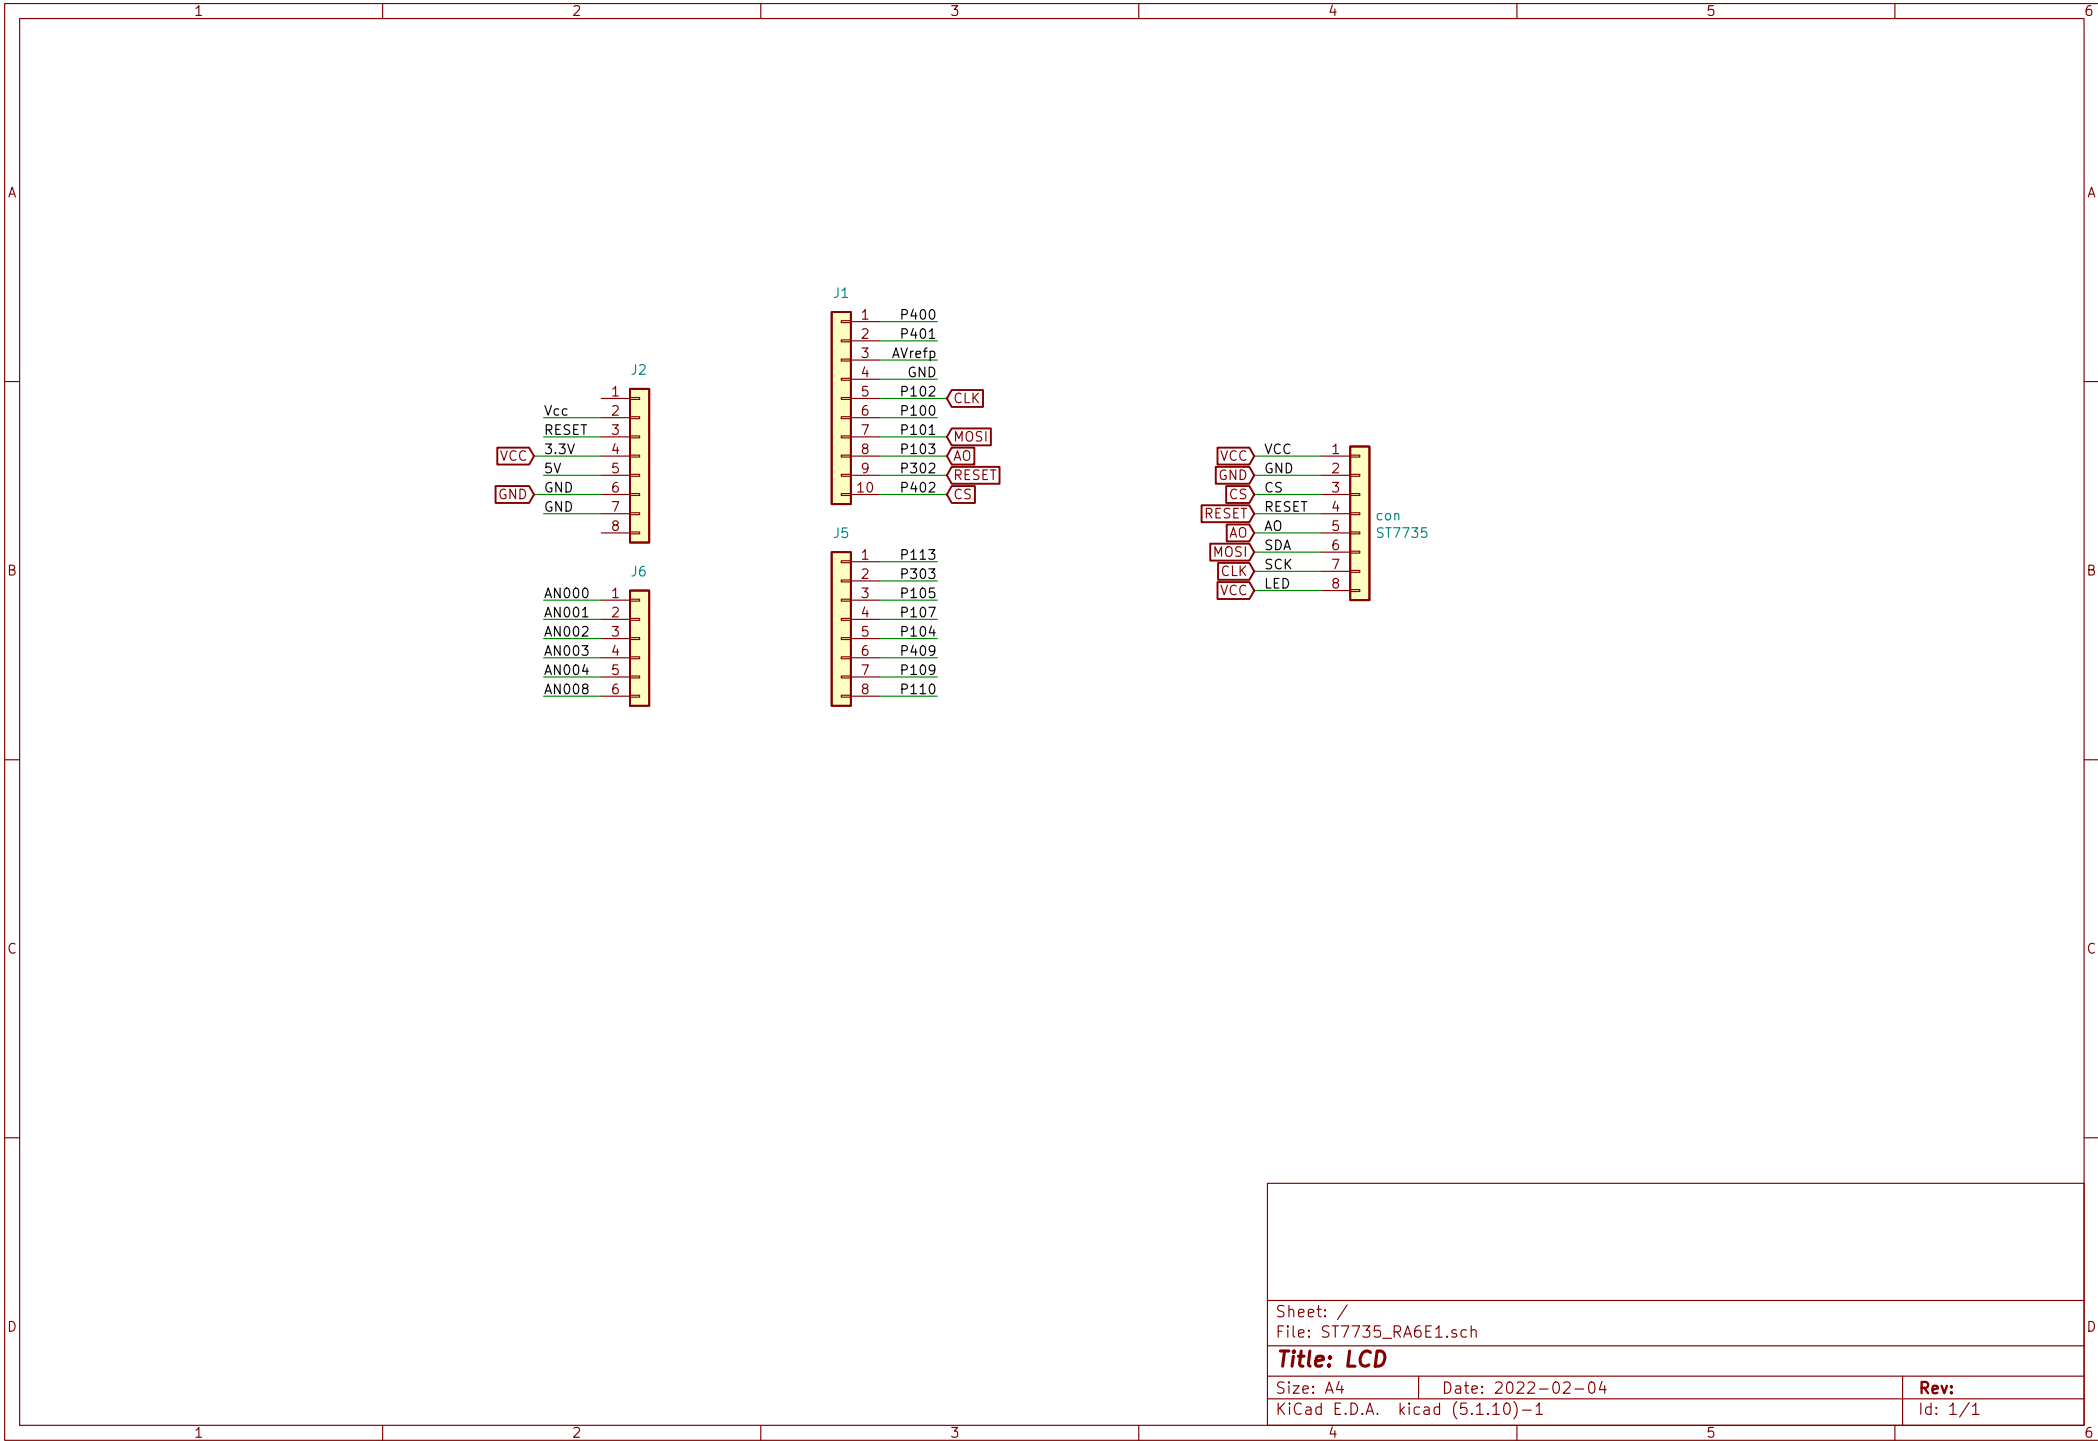 1 2 3 4 5 6
A A
B B
C C
D D
J2
1
Vcc 2
RESET 3
VCC 3.3V 4
5V 5
GND GND 6
GND 7
8
J6
AN000 1
AN001 2
AN002 3
AN003 4
AN004 5
AN008 6
J1
1 P400
2 P401
3 AVrefp
4 GND
5 P102 CLK
6 P100
7 P101 MOSI
8 P103 AO
9 P302 RESET
10 P402 CS
J5
1 P113
2 P303
3 P105
4 P107
5 P104
6 P409
7 P109
8 P110
VCC VCC 1
GND GND 2
CS CS 3
RESET RESET 4
AO AO 5
MOSI SDA 6
CLK SCK 7
VCC LED 8
con
ST7735
Sheet: /
File: ST7735_RA6E1.sch
Title: LCD
Size: A4 Date: 2022-02-04 Rev:
KiCad E.D.A. kicad (5.1.10)-1 Id: 1/1
1 2 3 4 5 6